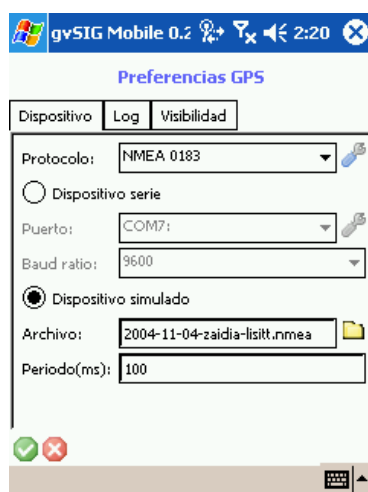 gvSIG Mobile 0.2 2:20
Preferencias GPS
Dispositivo Log Visibilidad
Protocolo: NMEA 0183
Dispositivo serie
Puerto: COM7:
Baud ratio: 9600
Dispositivo simulado
Archivo: 2004-11-04-zaidia-lisitt.nmea
Periodo(ms): 100